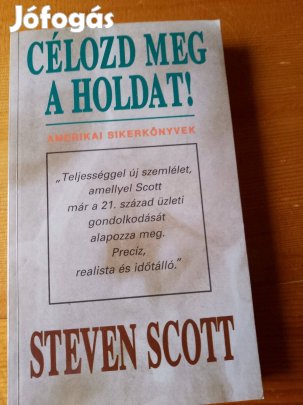 Jófogás
CÉLOZD MEG
A HOLDAT!
AMERIKAI SIKERKÖNYVEK
„Teljességgel új szemlélet,
amellyel Scott
már a 21. század üzleti
gondolkodását
alapozza meg.
Precíz,
realista és időtálló.”
STEVEN SCOTT